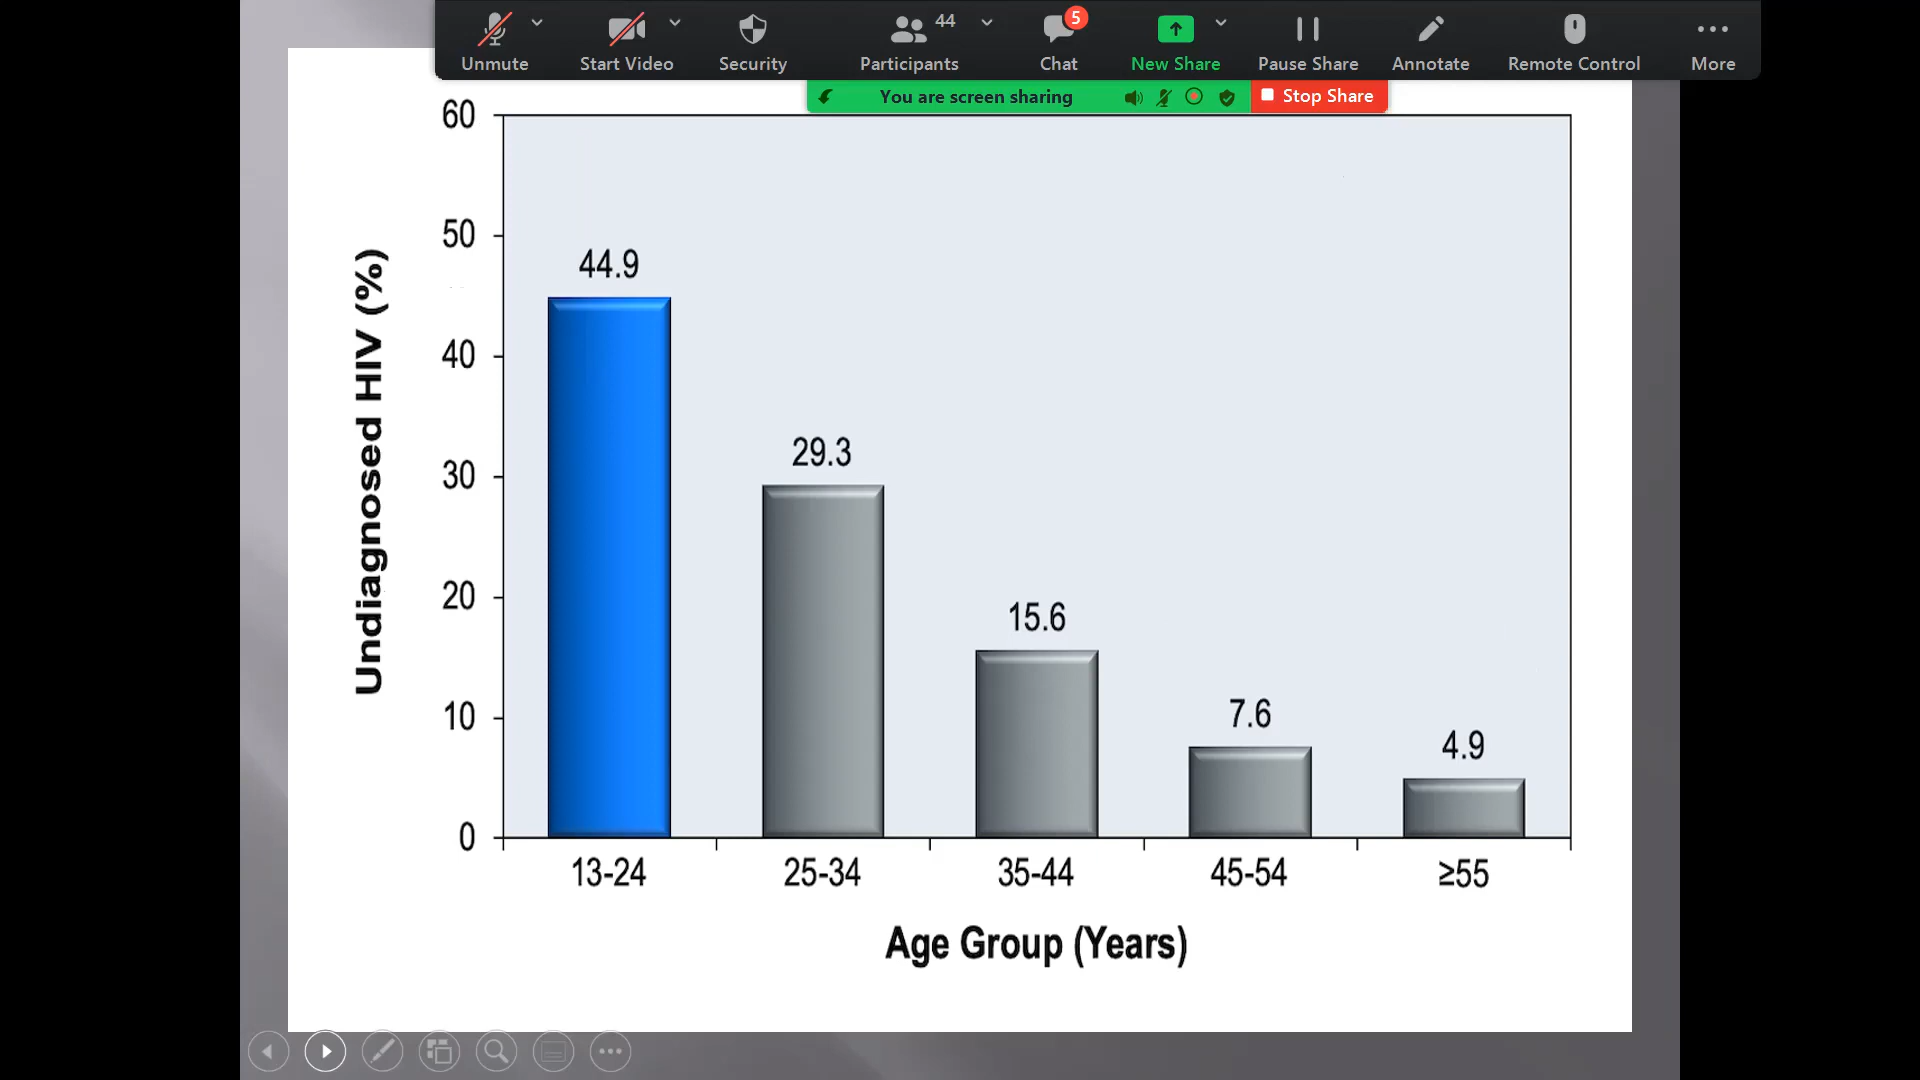 44
5
Unmute
Start Video
Security
Participants
Chat
New Share
Pause Share
Annotate
Remote Control
More
You are screen sharing
Stop Share
Undiagnosed HIV (%)
60
50
40
30
20
10
0
44.9
29.3
15.6
7.6
4.9
13-24
25-34
35-44
45-54
≥55
Age Group (Years)